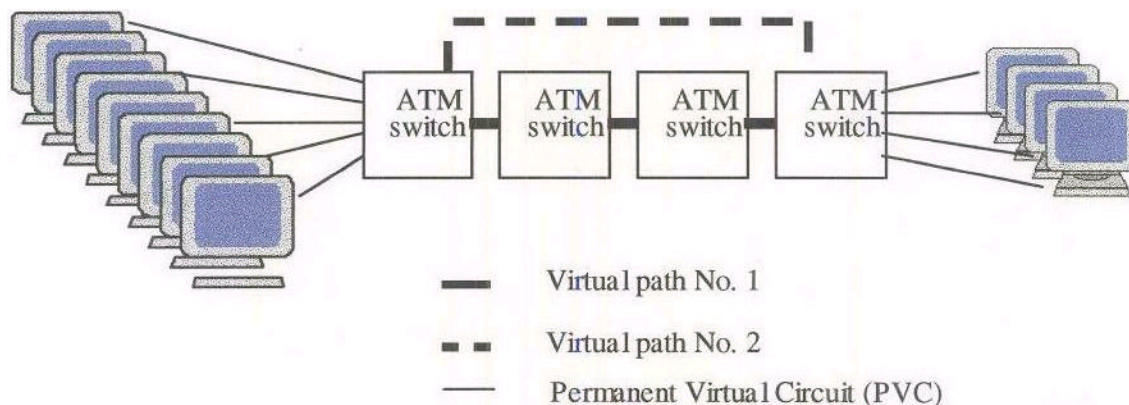 ATM
switch
ATM
switch
ATM
switch
ATM
switch
Virtual path No. 1
Virtual path No. 2
Permanent Virtual Circuit (PVC)